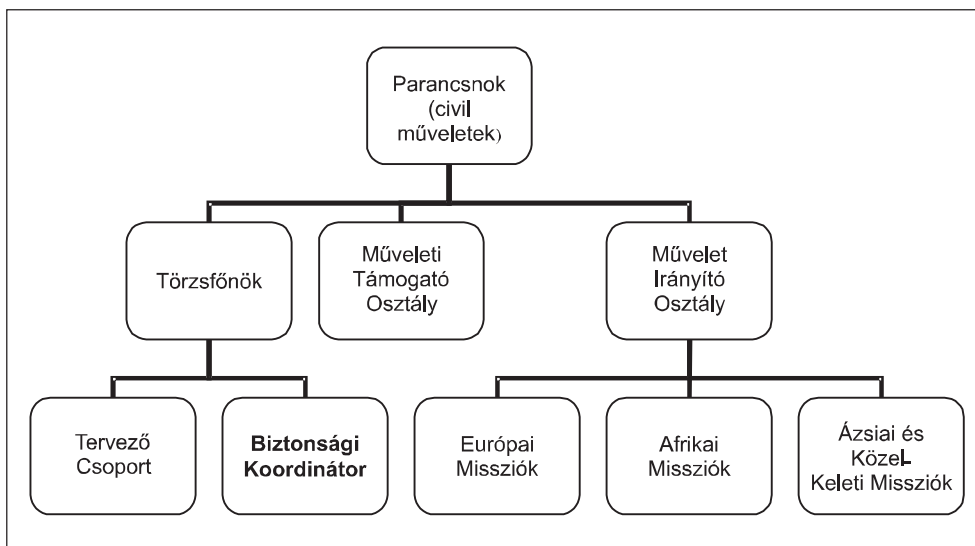 Parancsnok
(civil
műveletek)
Törzsfőnök
Műveleti
Támogató
Osztály
Művelet
Irányító
Osztály
Tervező
Csoport
Biztonsági
Koordinátor
Európai
Missziók
Afrikai
Missziók
Ázsiai és
Közel-
Keleti Missziók